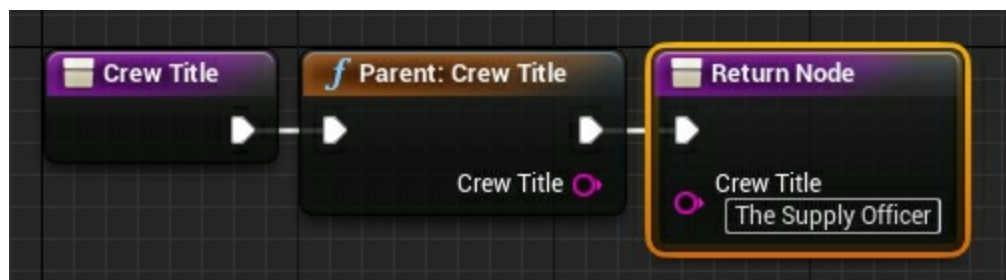 Crew Title
Parent: Crew Title
Return Node
Crew Title
Crew Title
The Supply Officer